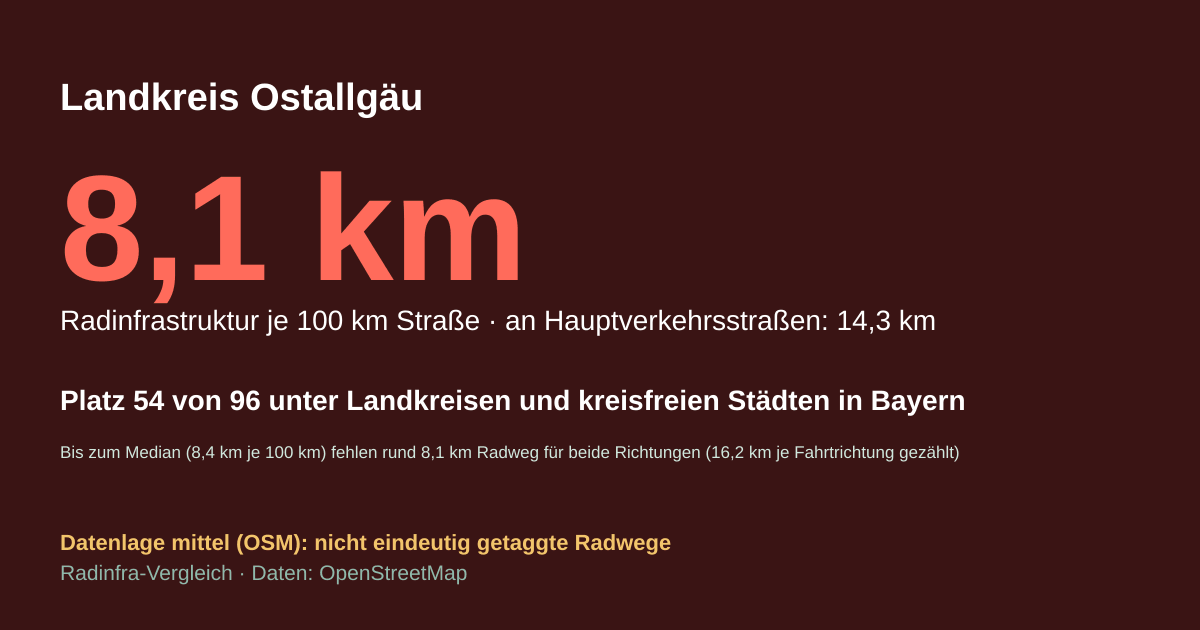 Landkreis Ostallgäu
8,1 km
Radinfrastruktur je 100 km Straße · an Hauptverkehrsstraßen: 14,3 km
Platz 54 von 96 unter Landkreisen und kreisfreien Städten in Bayern
Bis zum Median (8,4 km je 100 km) fehlen rund 8,1 km Radweg für beide Richtungen (16,2 km je Fahrtrichtung gezählt)
Datenlage mittel (OSM): nicht eindeutig getaggte Radwege
Radinfra-Vergleich · Daten: OpenStreetMap